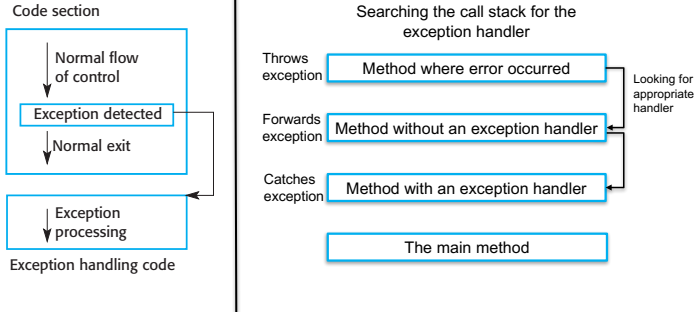 Code section
Normal flow
of control
Exception detected
Normal exit
Exception
processing
Exception handling code
Searching the call stack for the
exception handler
Throws
exception
Method where error occurred
Looking for
appropriate
handler
Forwards
exception
Method without an exception handler
Catches
exception
Method with an exception handler
The main method